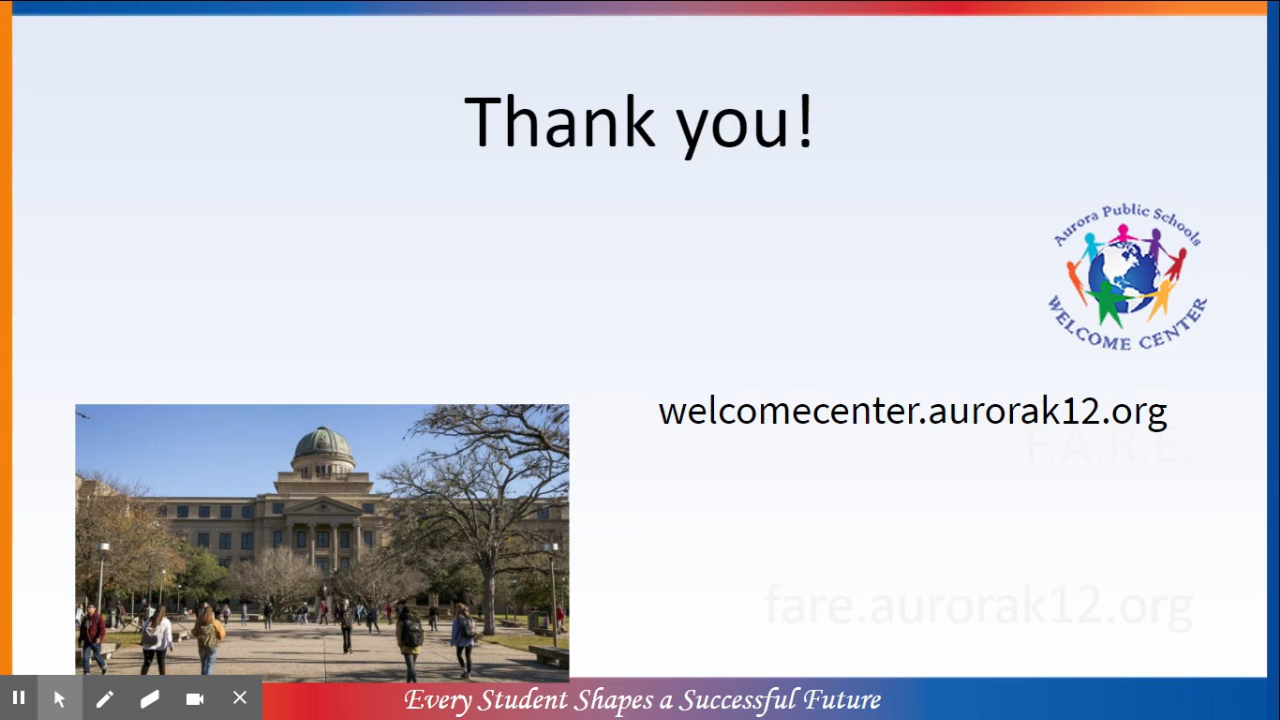 Thank you!
Aurora Public Schools
WELCOME CENTER
welcomecenter.aurorak12.org
F.A.R.E.
fare.aurorak12.org
Every Student Shapes a Successful Future